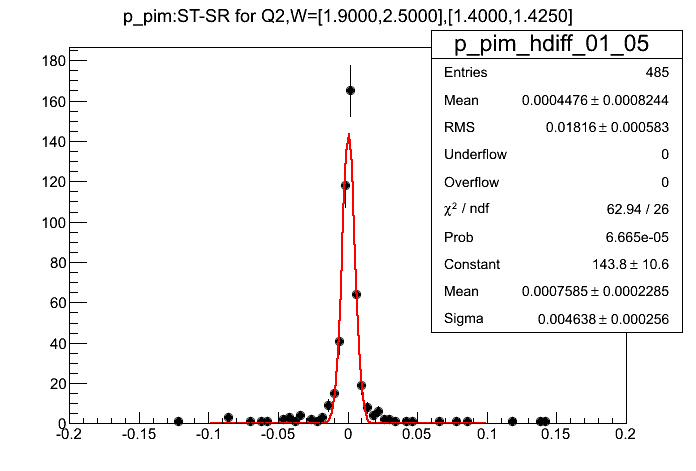 p_pim:ST-SR for Q2,W=[1.9000,2.5000],[1.4000,1.4250]
p_pim_hdiff_01_05
Entries 485
Mean 0.0004476 ± 0.0008244
RMS 0.01816 ± 0.000583
Underflow 0
Overflow 0
χ² / ndf 62.94 / 26
Prob 6.665e-05
Constant 143.8 ± 10.6
Mean 0.0007585 ± 0.0002285
Sigma 0.004638 ± 0.000256
180
160
140
120
100
80
60
40
20
0
-0.2 -0.15 -0.1 -0.05 0 0.05 0.1 0.15 0.2